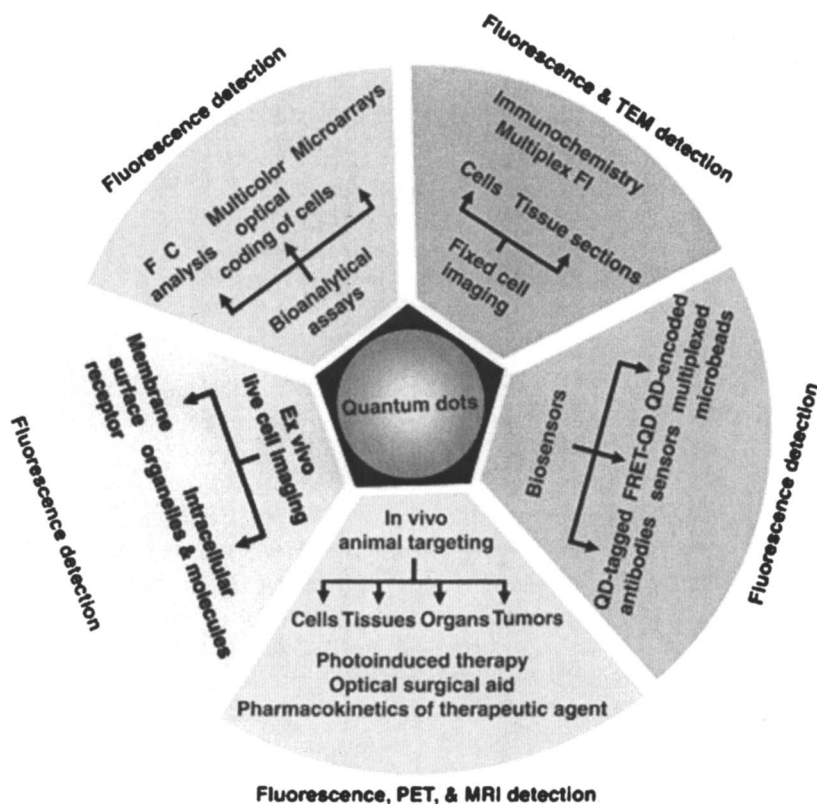 Fluorescence detection
F C
analysis
Multicolor
optical
coding of cells
Microarrays
Bioanalytical
assays
Fluorescence & TEM detection
Immunochemistry
Multiplex FI
Cells
Tissue sections
Fixed cell
imaging
Fluorescence detection
QD-encoded
multiplexed
microbeads
FRET-QD
sensors
QD-tagged
antibodies
Biosensors
Quantum dots
Fluorescence detection
Membrane
surface
receptor
Ex vivo
live cell imaging
Intracellular
organelles & molecules
In vivo
animal targeting
Cells Tissues Organs Tumors
Photoinduced therapy
Optical surgical aid
Pharmacokinetics of therapeutic agent
Fluorescence, PET, & MRI detection